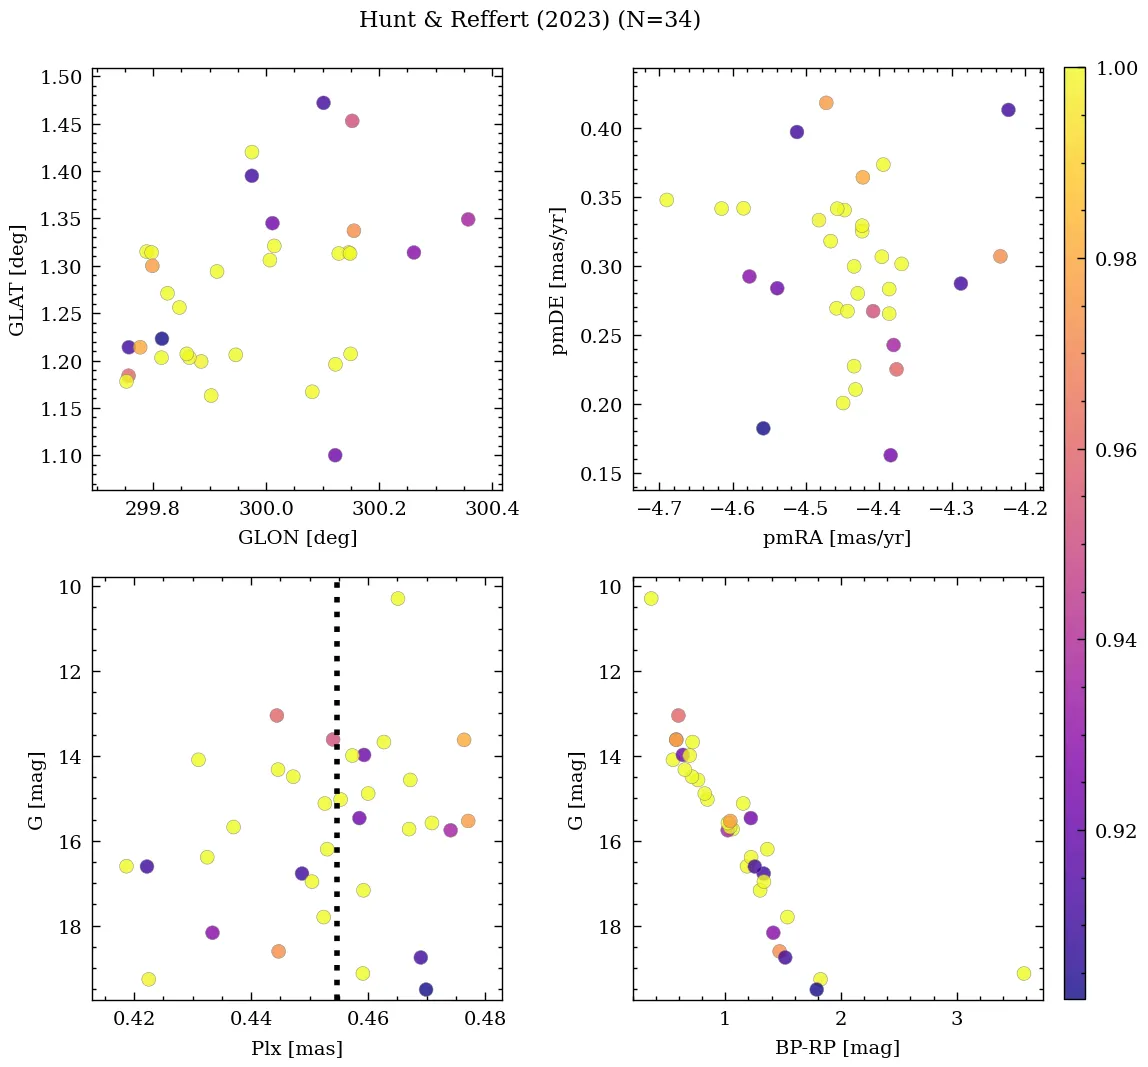 Hunt & Reffert (2023) (N=34)
1.50
1.45
1.40
1.35
1.30
1.25
1.20
1.15
1.10
GLAT [deg]
299.8 300.0 300.2 300.4
GLON [deg]
0.40
0.35
0.30
0.25
0.20
0.15
pmDE [mas/yr]
−4.7 −4.6 −4.5 −4.4 −4.3 −4.2
pmRA [mas/yr]
10
12
14
16
18
G [mag]
0.42 0.44 0.46 0.48
Plx [mas]
10
12
14
16
18
G [mag]
1 2 3
BP-RP [mag]
1.00
0.98
0.96
0.94
0.92